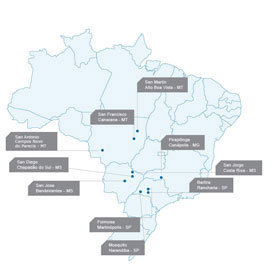 San Martin
Alto Boa Vista - MT
San Francisco
Canarana - MT
San Antonio
Campos Novo
do Parecis - MT
Piratininga
Canápolis - MG
San Diego
Chapadão do Sol - MS
San Jorge
Costa Rica - MS
San José
Bandeirantes - MS
Barbra
Rancharia - SP
Formosa
Martinópolis - SP
Mosquito
Narandiba - SP